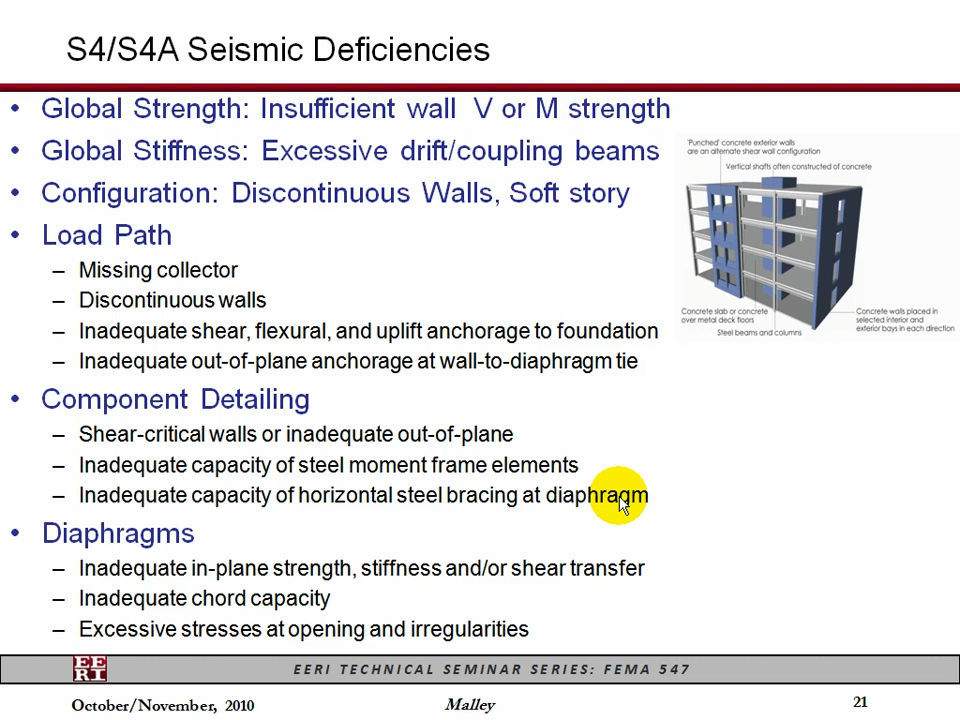 S4/S4A Seismic Deficiencies
• Global Strength: Insufficient wall V or M strength
• Global Stiffness: Excessive drift/coupling beams
• Configuration: Discontinuous Walls, Soft story
• Load Path
– Missing collector
– Discontinuous walls
– Inadequate shear, flexural, and uplift anchorage to foundation
– Inadequate out-of-plane anchorage at wall-to-diaphragm tie
• Component Detailing
– Shear-critical walls or inadequate out-of-plane
– Inadequate capacity of steel moment frame elements
– Inadequate capacity of horizontal steel bracing at diaphragm
• Diaphragms
– Inadequate in-plane strength, stiffness and/or shear transfer
– Inadequate chord capacity
– Excessive stresses at opening and irregularities
'Punched' concrete exterior walls
are an alternate shear wall configuration
Vertical shafts often constructed of concrete
Concrete slab or concrete
over metal deck floors
Steel beams and columns
Concrete walls placed in
selected interior and
exterior bays in each direction
EERI
EERI TECHNICAL SEMINAR SERIES: FEMA 547
October/November, 2010
Malley
21